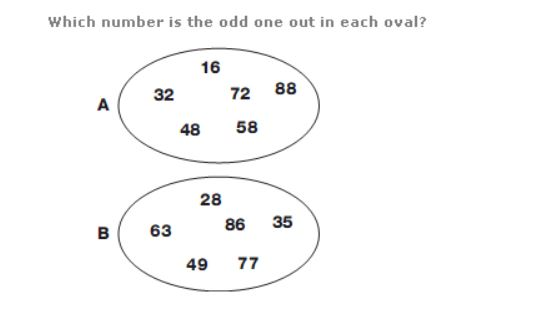 Which number is the odd one out in each oval?
16
32 72 88
A
48 58
28
63 86 35
B
49 77